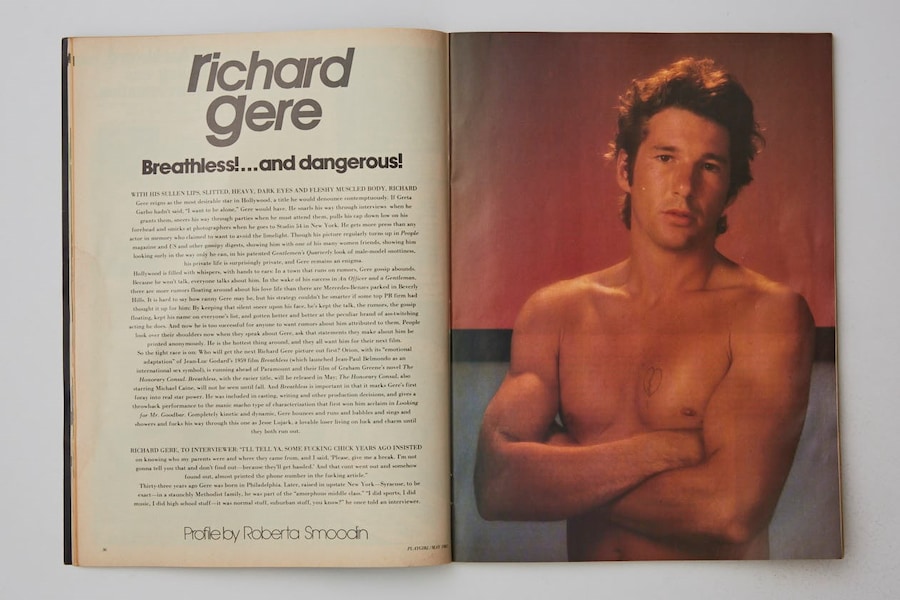 richard
gere
Breathless!...and dangerous!
WITH HIS SULLEN LIPS, SLITTED, HEAVY, DARK EYES AND FLESHY MUSCLED BODY, RICHARD
Gere reigns as the most desirable star in Hollywood, a title he would denounce contemptuously. If Greta
Garbo hadn't said, "I want to be alone," Gere would have. He snarls his way through interviews when he
grants them, sneers his way through parties when he must attend them, pulls his cap down low on his
forehead and smirks at photographers when he goes to Studio 54 in New York. He gets more press than any
actor in memory who claimed to want to avoid the limelight. Though his picture regularly turns up in People
magazine and US and other gossipy digests, showing him with one of his many women friends, showing him
looking surly in the way only he can, in his patented Gentlemen's Quarterly look of male-model snottiness,
his private life is surprisingly private, and Gere remains an enigma.
Hollywood is filled with whispers, with hands to ears. In a town that runs on rumors, Gere gossip abounds.
Because he won't talk, everyone talks about him. In the wake of his success in An Officer and a Gentleman,
there are more rumors floating around about his love life than there are Mercedes-Benzes parked in Beverly
Hills. It is hard to say how canny Gere may be, but his strategy couldn't be smarter if some top PR firm had
thought it up for him: By keeping that silent sneer upon his face, he's kept the talk, the rumors, the gossip
floating, kept his name on everyone's list, and gotten better and better at the peculiar brand of airs-twitching
acting he does. And now he is too successful for anyone to want rumors about him attributed to them. People
look over their shoulders now when they speak about Gere, ask that statements they make about him be
printed anonymously. He is the hottest thing around, and they all want him for their next film.
So the tight race is on: Who will get the next Richard Gere picture out first? Orion, with its "emotional
adaptation" of Jean-Luc Godard's 1959 film Breathless (which launched Jean-Paul Belmondo as an
international sex symbol), is running ahead of Paramount and their film of Graham Greene's novel The
Honorary Consul. Breathless, with the racier title, will be released in May; The Honorary Consul, also
starring Michael Caine, will not be seen until fall. And Breathless is important in that it marks Gere's first
foray into real star power. He was included in casting, writing and other production decisions, and gives a
throwback performance to the manic macho type of characterization that first won him acclaim in Looking
for Mr. Goodbar. Completely kinetic and dynamic, Gere bounces and runs and babbles and sings and
showers and fucks his way through this one as Jesse Lujack, a lovable loser living on luck and charm until
they both run out.
RICHARD GERE, TO INTERVIEWER: "I'LL TELL YA, SOME FUCKING CHICK YEARS AGO INSISTED
on knowing who my parents were and where they came from, and I said, 'Please, give me a break. I'm not
gonna tell you that and don't find out—because they'll get hassled.' And that cunt went out and somehow
found out, almost printed the phone number in the fucking article."
Thirty-three years ago Gere was born in Philadelphia. Later, raised in upstate New York—Syracuse, to be
exact—in a staunchly Methodist family, he was part of the "amorphous middle class." "I did sports, I did
music, I did high-school stuff—it was normal stuff, suburban stuff, you know?" he once told an interviewer.
Profile by Roberta Smoodin
PLAYGIRL/MAY